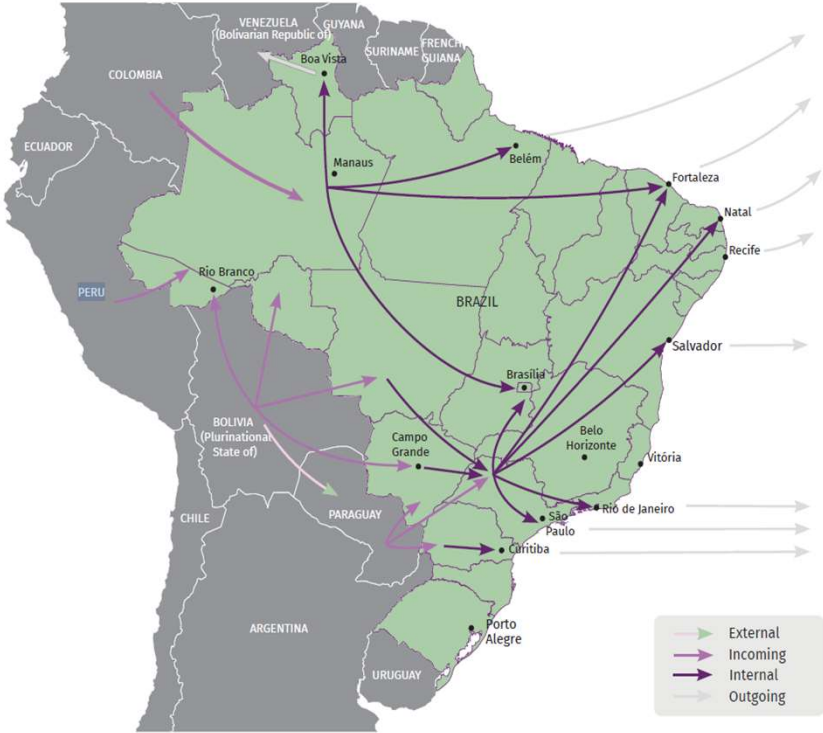 VENEZUELA
(Bolivarian Republic of)
GUYANA
SURINAME
FRENCH
GUIANA
Boa Vista
COLOMBIA
ECUADOR
Manaus
Belém
Fortaleza
Natal
Recife
PERU
Rio Branco
BRAZIL
Salvador
Brasília
BOLIVIA
(Plurinational
State of)
Campo
Grande
Belo
Horizonte
Vitória
PARAGUAY
CHILE
São
Paulo
Rio de Janeiro
Curitiba
ARGENTINA
Porto
Alegre
URUGUAY
External
Incoming
Internal
Outgoing